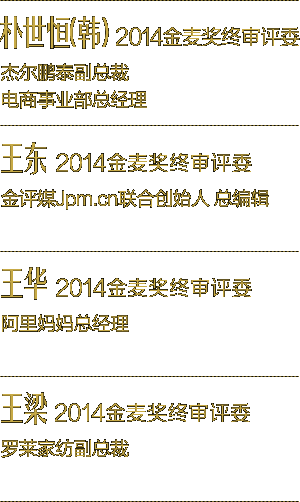 朴世恒(韩) 2014金麦奖终审评委
杰尔鹏泰副总裁
电商事业部总经理
王东 2014金麦奖终审评委
金评媒Jpm.cn联合创始人 总编辑
王华 2014金麦奖终审评委
阿里妈妈总经理
王梁 2014金麦奖终审评委
罗莱家纺副总裁